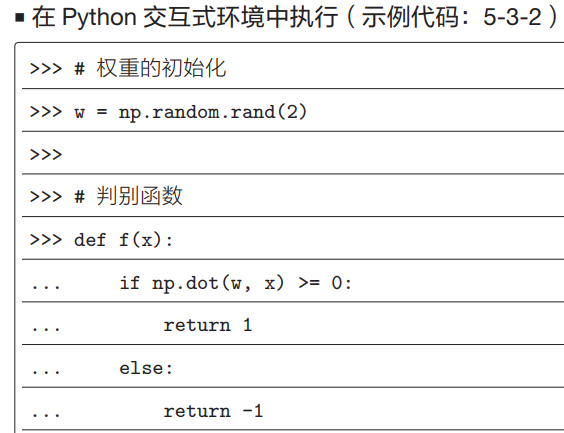 ■ 在 Python 交互式环境中执行（示例代码：5-3-2）
>>> # 权重的初始化
>>> w = np.random.rand(2)
>>>
>>> # 判别函数
>>> def f(x):
...     if np.dot(w, x) >= 0:
...         return 1
...     else:
...         return -1